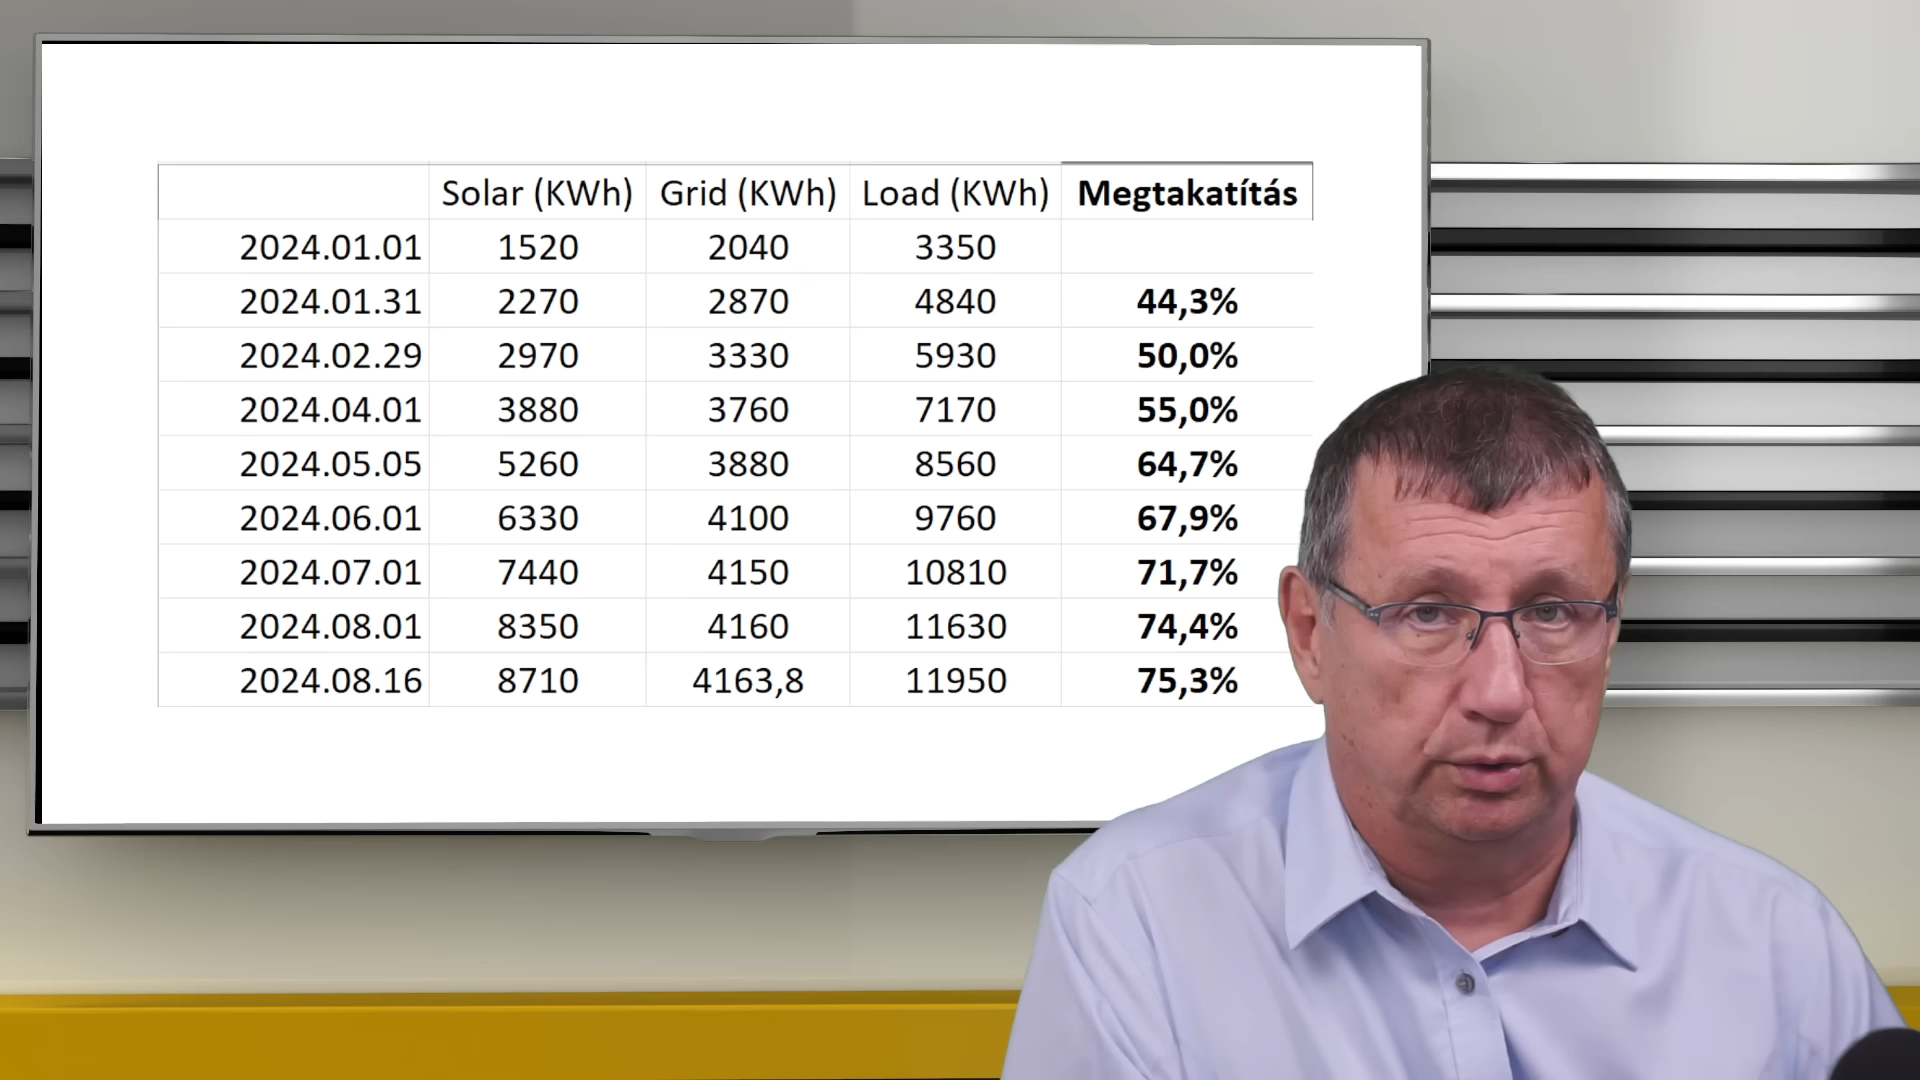 Solar (KWh) Grid (KWh) Load (KWh) Megtakatítás
2024.01.01 1520 2040 3350
2024.01.31 2270 2870 4840 44,3%
2024.02.29 2970 3330 5930 50,0%
2024.04.01 3880 3760 7170 55,0%
2024.05.05 5260 3880 8560 64,7%
2024.06.01 6330 4100 9760 67,9%
2024.07.01 7440 4150 10810 71,7%
2024.08.01 8350 4160 11630 74,4%
2024.08.16 8710 4163,8 11950 75,3%